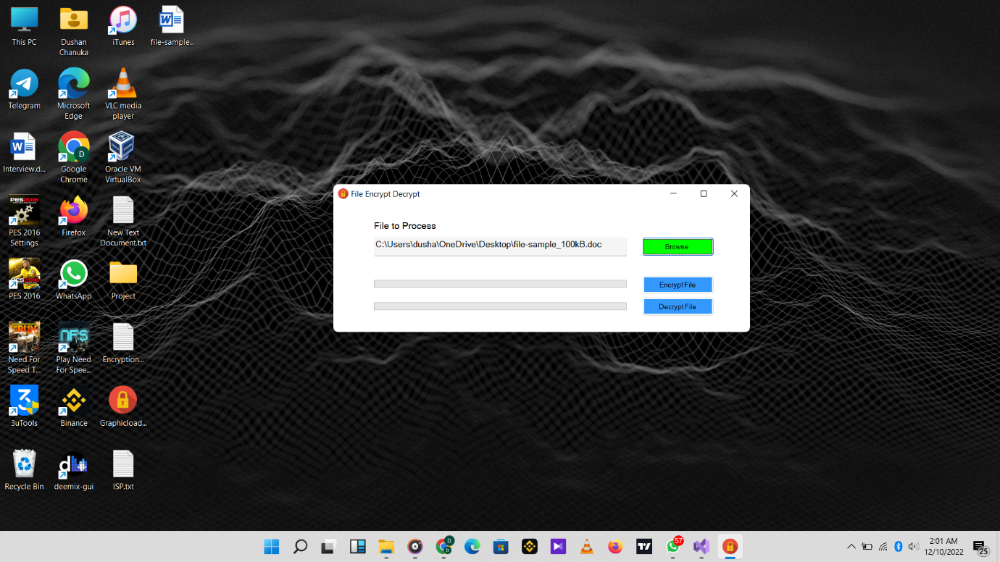 This PC
Dushan
Chanuka
iTunes
file-sample...
Telegram
Microsoft
Edge
VLC media
player
Interview.d...
Google
Chrome
Oracle VM
VirtualBox
PES 2016
Settings
Firefox
New Text
Document.txt
PES 2016
WhatsApp
Project
Need For
Speed T...
Play Need
For Spee...
Encryption...
3uTools
Binance
Graphicload...
Recycle Bin
deemix-gui
ISP.txt
File Encrypt Decrypt
File to Process
C:\Users\dusha\OneDrive\Desktop\file-sample_100kB.doc
Browse
Encrypt File
Decrypt File
57
2:01 AM
12/10/2022
25